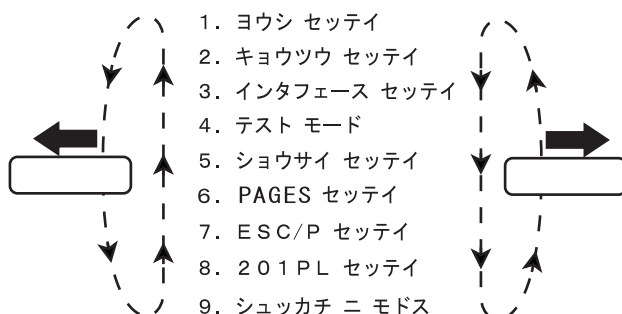 1. ヨウシ セッテイ
2. キョウツウ セッテイ
3. インタフェース セッテイ
4. テスト モード
5. ショウサイ セッテイ
6. PAGES セッテイ
7. ESC/P セッテイ
8. 201PL セッテイ
9. シュッカチ ニ モドス